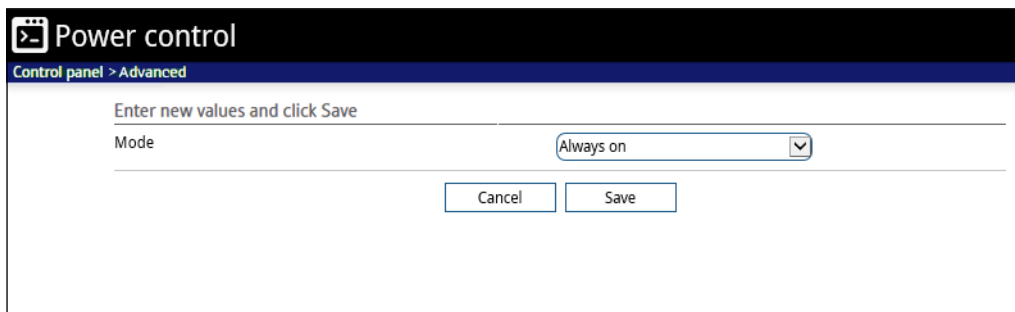 Power control
Control panel > Advanced
Enter new values and click Save
Mode Always on
Cancel Save